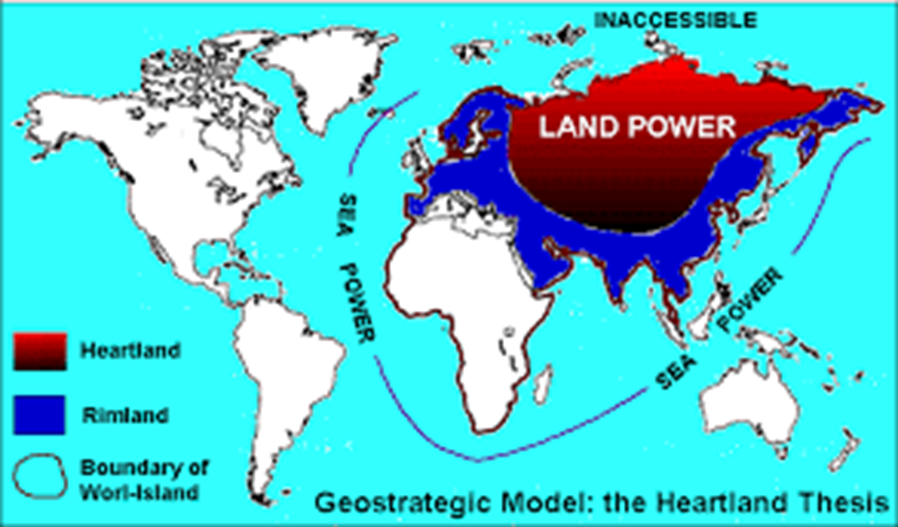 INACCESSIBLE
LAND POWER
SEA POWER
SEA POWER
Heartland
Rimland
Boundary of
Worl-Island
Geostrategic Model: the Heartland Thesis